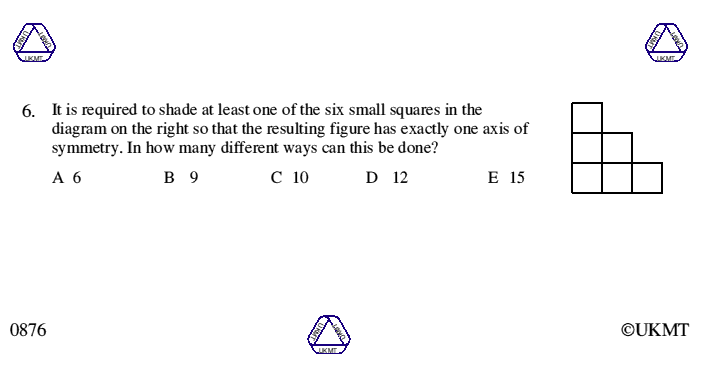 UKMT UKMT UKMT
UKMT UKMT UKMT
6. It is required to shade at least one of the six small squares in the
diagram on the right so that the resulting figure has exactly one axis of
symmetry. In how many different ways can this be done?
A 6 B 9 C 10 D 12 E 15
0876
UKMT UKMT UKMT
©UKMT